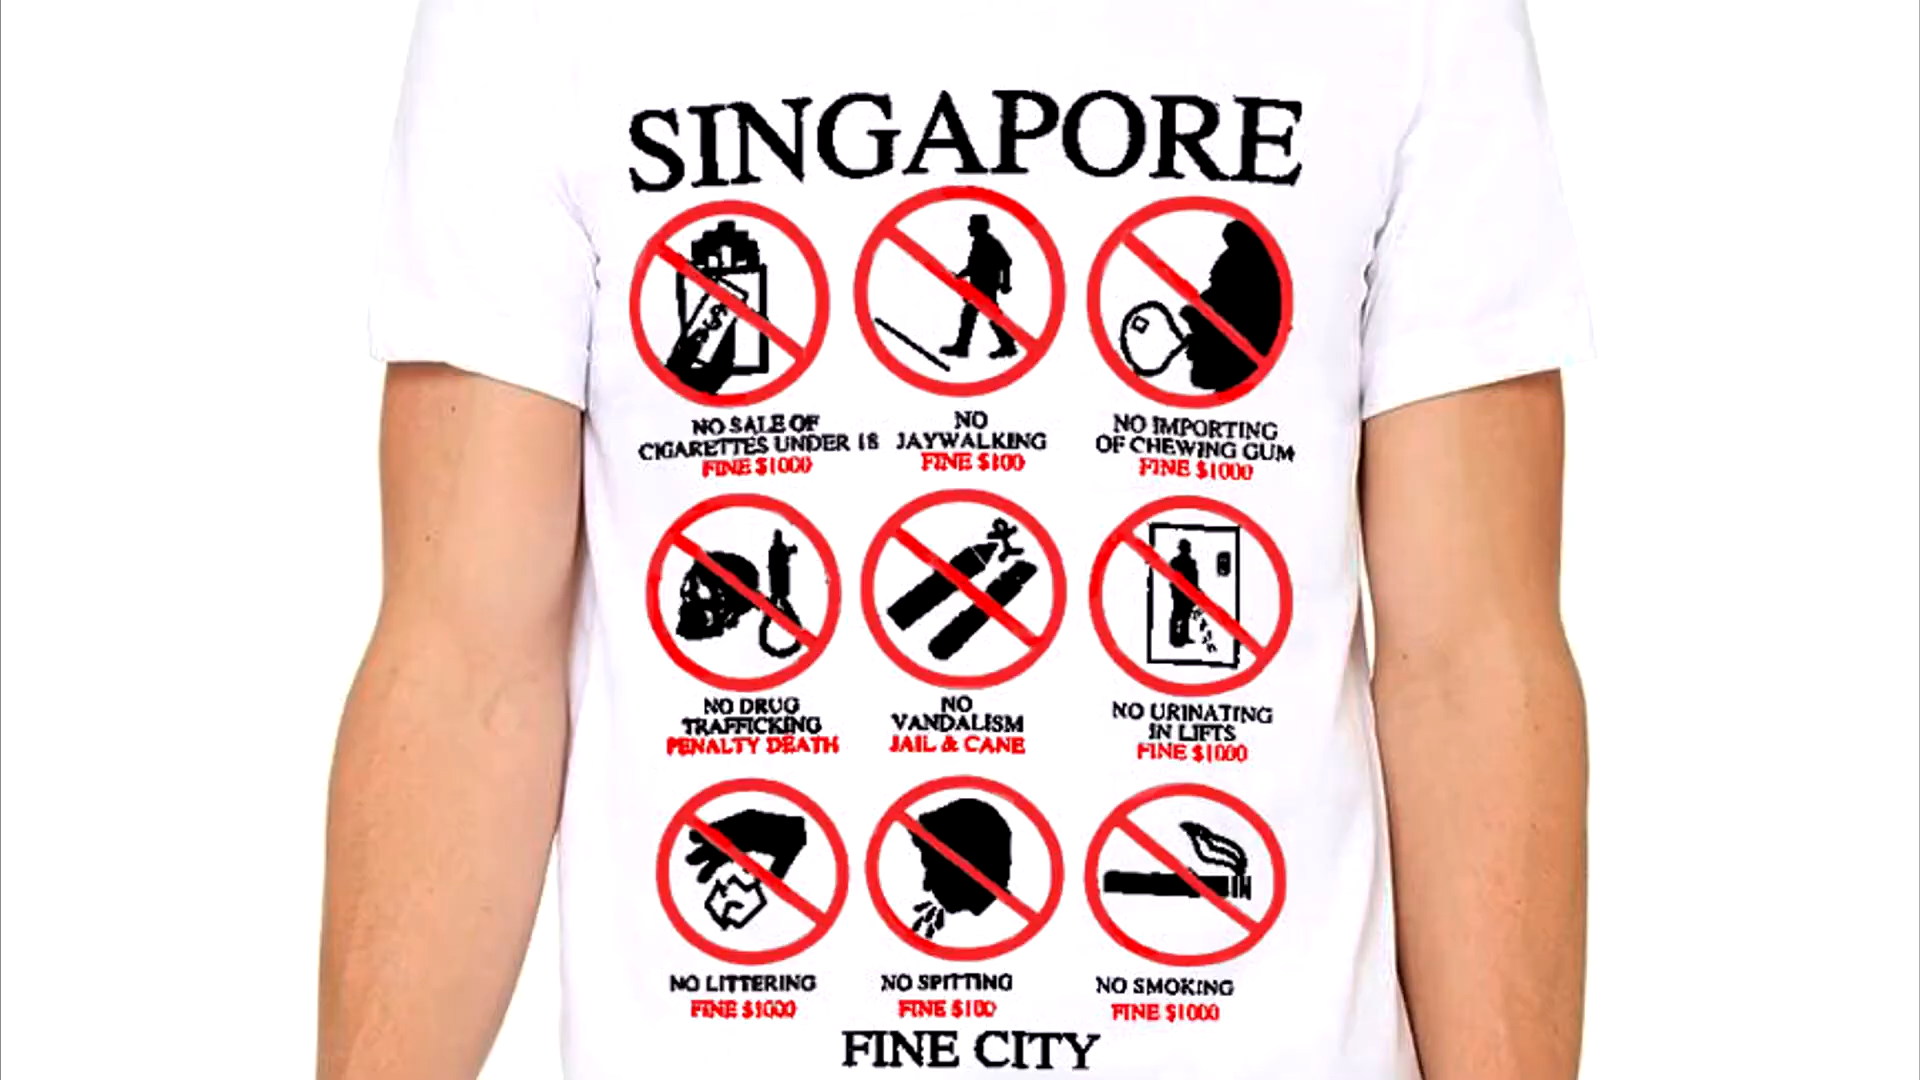 SINGAPORE
NO SALE OF
CIGARETTES UNDER 18
FINE $1000
NO
JAYWALKING
FINE $100
NO IMPORTING
OF CHEWING GUM
FINE $1000
NO DRUG
TRAFFICKING
PENALTY DEATH
NO
VANDALISM
JAIL & CANE
NO URINATING
IN LIFTS
FINE $1000
NO LITTERING
FINE $1000
NO SPITTING
FINE $100
NO SMOKING
FINE $1000
FINE CITY